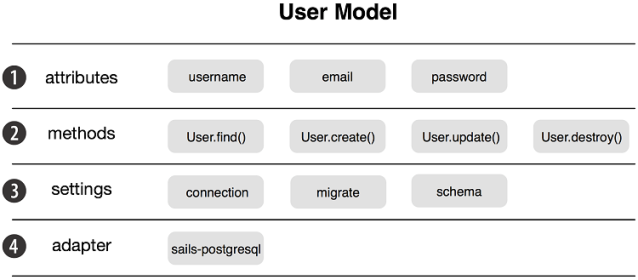 User Model
1 attributes username email password
2 methods User.find() User.create() User.update() User.destroy()
3 settings connection migrate schema
4 adapter sails-postgresql